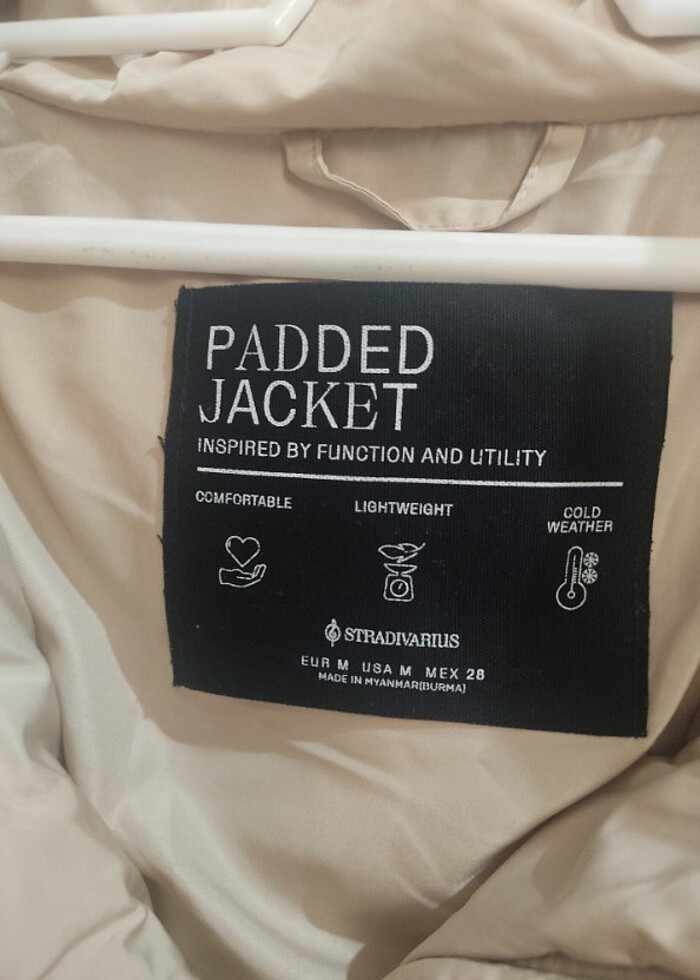 PADDED
JACKET
INSPIRED BY FUNCTION AND UTILITY
COMFORTABLE
LIGHTWEIGHT
COLD
WEATHER
STRADIVARIUS
EUR M USA M MEX 28
MADE IN MYANMAR(BURMA)